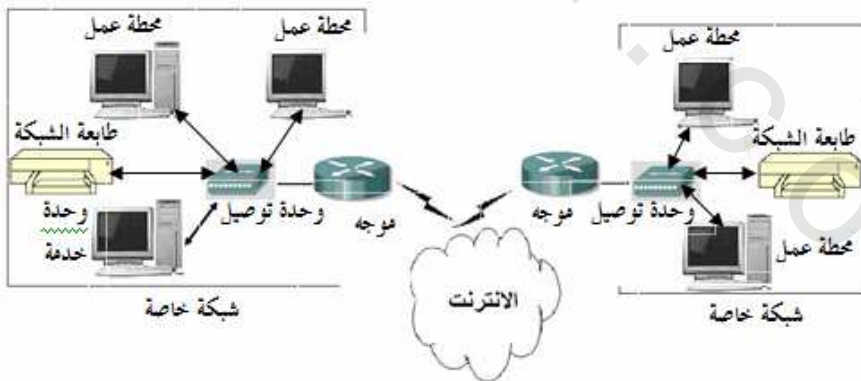 محطة عمل
محطة عمل
محطة عمل
طابعة الشبكة
طابعة الشبكة
وحدة توصيل
موجه
موجه
وحدة توصيل
وحدة
خدمة
محطة عمل
الانترنت
شبكة خاصة
شبكة خاصة